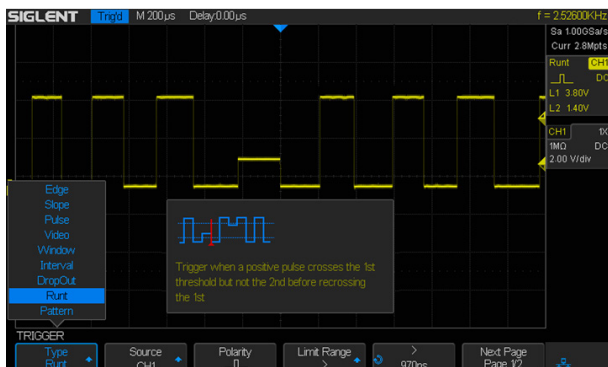 SIGLENT Trig'd M 200µs Delay:0.00µs f = 2.52600KHz
Sa 1.00GSa/s
Curr 2.8Mpts
Runt CH1
DC
L1 3.80V
L2 1.40V
CH1 1X
1MΩ DC
2.00 V/div
Edge
Slope
Pulse
Video
Window
Interval
DropOut
Runt
Pattern
Trigger when a positive pulse crosses the 1st
threshold but not the 2nd before recrossing
the 1st
TRIGGER
Type Source Polarity Limit Range > Next Page
Runt CH1 > 970ns Page 1/2